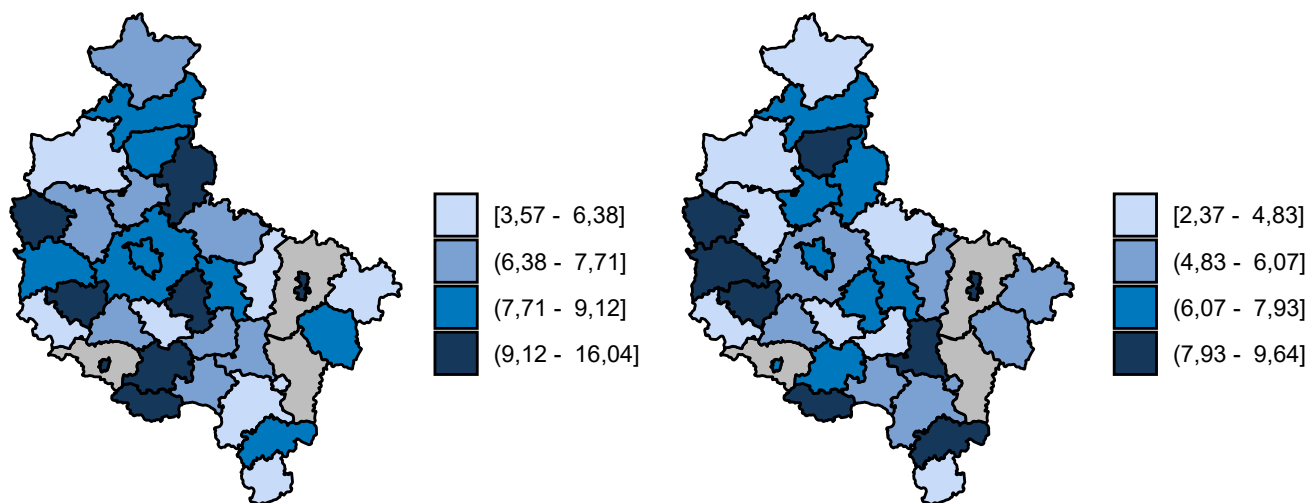 [3,57 - 6,38]
(6,38 - 7,71]
(7,71 - 9,12]
(9,12 - 16,04]
[2,37 - 4,83]
(4,83 - 6,07]
(6,07 - 7,93]
(7,93 - 9,64]